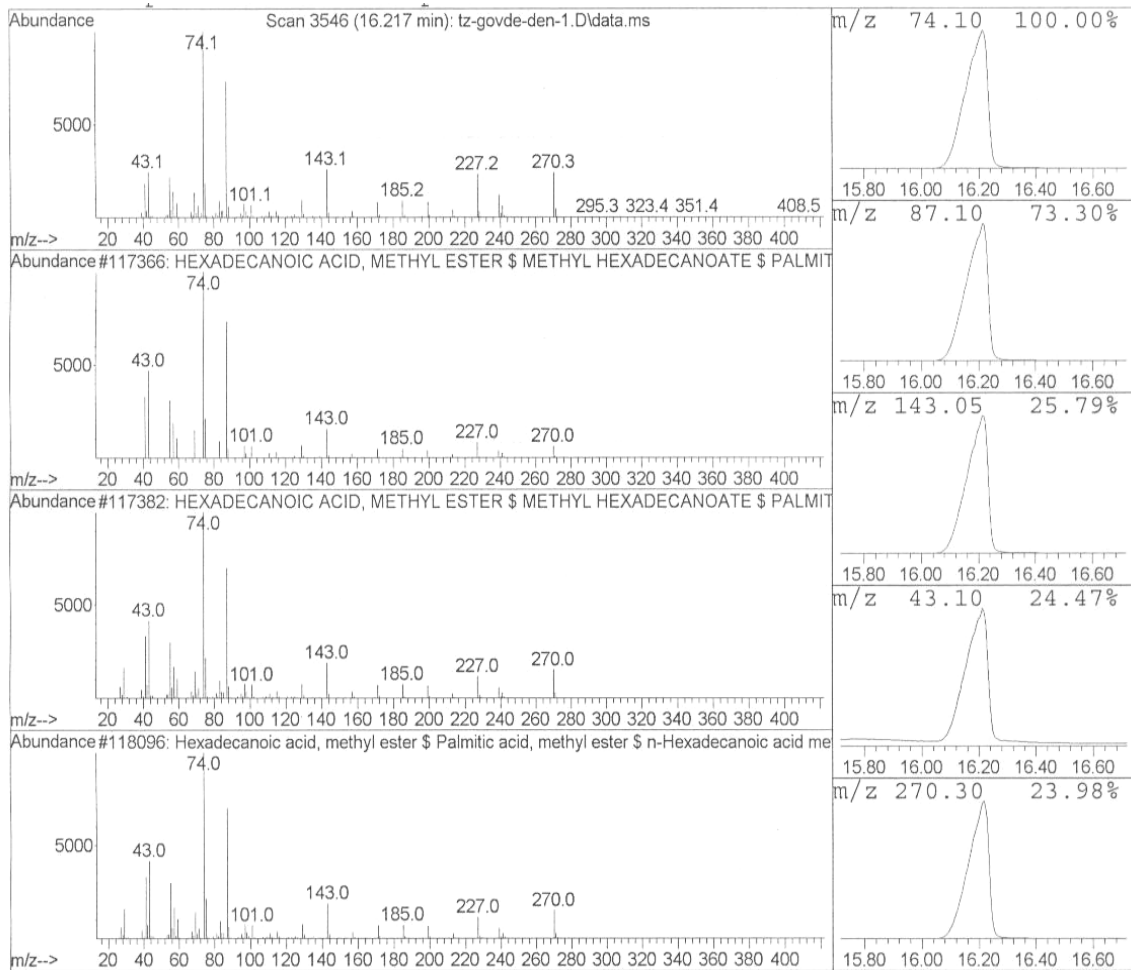 Abundance Scan 3546 (16.217 min): tz-govde-den-1.D\data.ms
74.1
5000
43.1 101.1 143.1 185.2 227.2 270.3 295.3 323.4 351.4 408.5
20 40 60 80 100 120 140 160 180 200 220 240 260 280 300 320 340 360 380 400
m/z-->
Abundance #117366: HEXADECANOIC ACID, METHYL ESTER $ METHYL HEXADECANOATE $ PALMIT
74.0
5000
43.0 101.0 143.0 185.0 227.0 270.0
20 40 60 80 100 120 140 160 180 200 220 240 260 280 300 320 340 360 380 400
m/z-->
Abundance #117382: HEXADECANOIC ACID, METHYL ESTER $ METHYL HEXADECANOATE $ PALMIT
74.0
5000
43.0 101.0 143.0 185.0 227.0 270.0
20 40 60 80 100 120 140 160 180 200 220 240 260 280 300 320 340 360 380 400
m/z-->
Abundance #118096: Hexadecanoic acid, methyl ester $ Palmitic acid, methyl ester $ n-Hexadecanoic acid me
74.0
5000
43.0 101.0 143.0 185.0 227.0 270.0
20 40 60 80 100 120 140 160 180 200 220 240 260 280 300 320 340 360 380 400
m/z-->
m/z 74.10 100.00%
15.80 16.00 16.20 16.40 16.60
m/z 87.10 73.30%
15.80 16.00 16.20 16.40 16.60
m/z 143.05 25.79%
15.80 16.00 16.20 16.40 16.60
m/z 43.10 24.47%
15.80 16.00 16.20 16.40 16.60
m/z 270.30 23.98%
15.80 16.00 16.20 16.40 16.60